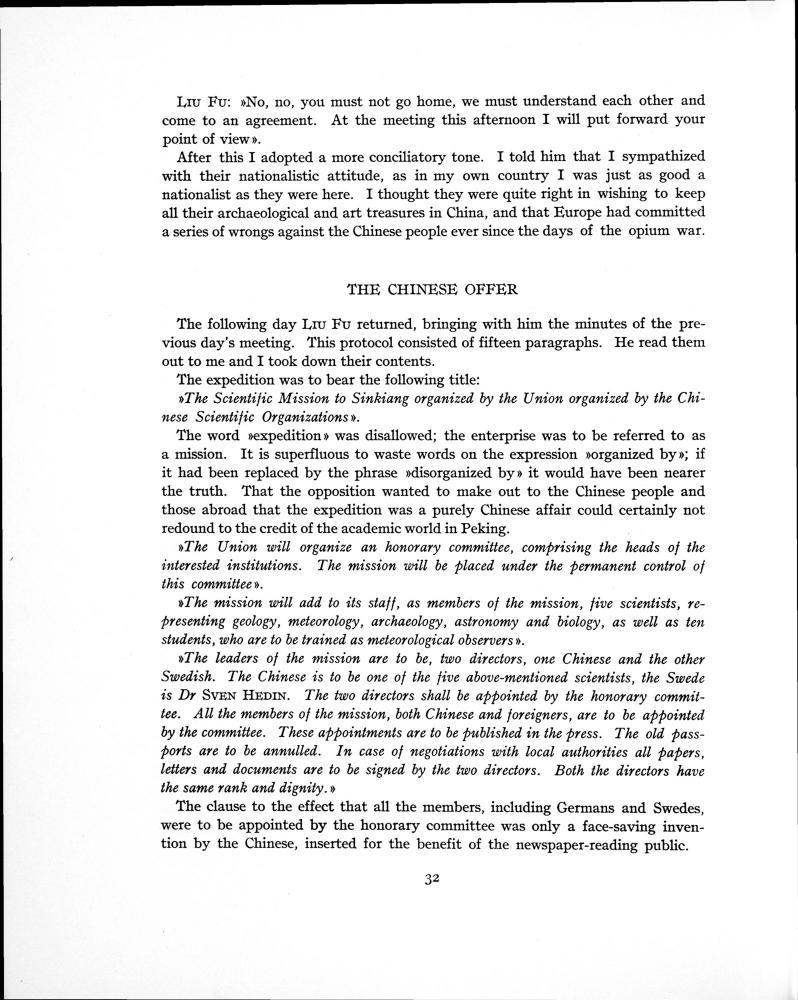 LIU FU: »No, no, you must not go home, we must understand each other and
come to an agreement. At the meeting this afternoon I will put forward your
point of view».
After this I adopted a more conciliatory tone. I told him that I sympathized
with their nationalistic attitude, as in my own country I was just as good a
nationalist as they were here. I thought they were quite right in wishing to keep
all their archaeological and art treasures in China, and that Europe had committed
a series of wrongs against the Chinese people ever since the days of the opium war.
THE CHINESE OFFER
The following day LIU FU returned, bringing with him the minutes of the pre-
vious day's meeting. This protocol consisted of fifteen paragraphs. He read them
out to me and I took down their contents.
The expedition was to bear the following title:
»The Scientific Mission to Sinkiang organized by the Union organized by the Chi-
nese Scientific Organizations».
The word »expedition» was disallowed; the enterprise was to be referred to as
a mission. It is superfluous to waste words on the expression »organized by»; if
it had been replaced by the phrase »disorganized by» it would have been nearer
the truth. That the opposition wanted to make out to the Chinese people and
those abroad that the expedition was a purely Chinese affair could certainly not
redound to the credit of the academic world in Peking.
»The Union will organize an honorary committee, comprising the heads of the
interested institutions. The mission will be placed under the permanent control of
this committee».
»The mission will add to its staff, as members of the mission, five scientists, re-
presenting geology, meteorology, archaeology, astronomy and biology, as well as ten
students, who are to be trained as meteorological observers».
»The leaders of the mission are to be, two directors, one Chinese and the other
Swedish. The Chinese is to be one of the five above-mentioned scientists, the Swede
is Dr SVEN HEDIN. The two directors shall be appointed by the honorary commit-
tee. All the members of the mission, both Chinese and foreigners, are to be appointed
by the committee. These appointments are to be published in the press. The old pass-
ports are to be annulled. In case of negotiations with local authorities all papers,
letters and documents are to be signed by the two directors. Both the directors have
the same rank and dignity.»
The clause to the effect that all the members, including Germans and Swedes,
were to be appointed by the honorary committee was only a face-saving inven-
tion by the Chinese, inserted for the benefit of the newspaper-reading public.
32